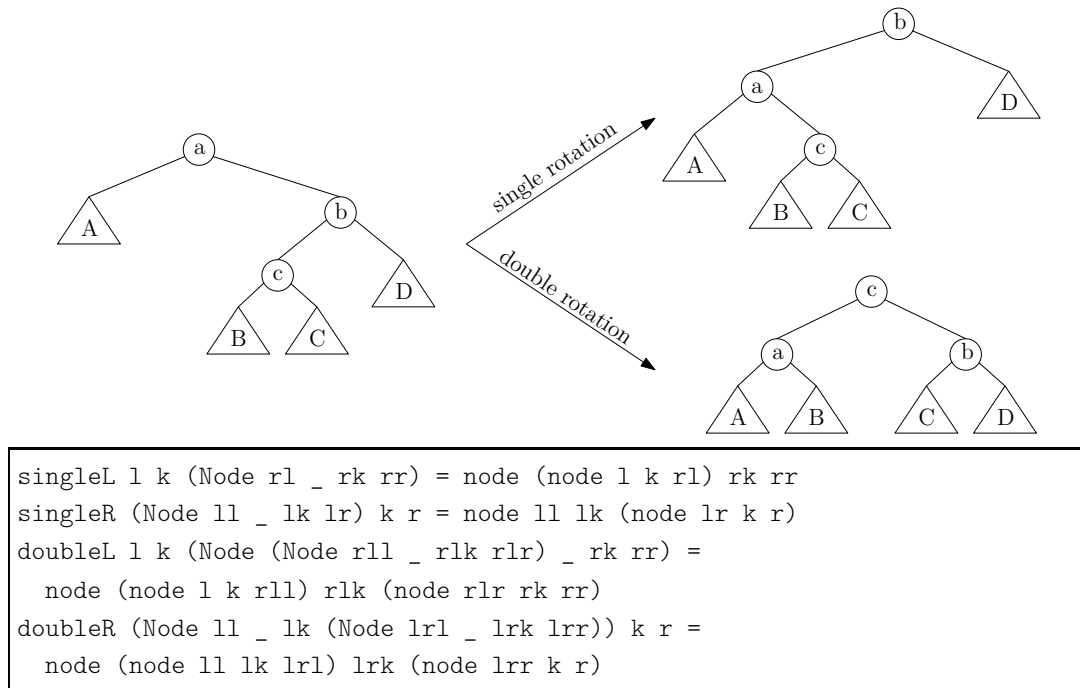 b
a
D
A
c
B C
a
A
b
c
D
B C
single rotation
double rotation
c
a b
A B C D
singleL l k (Node rl _ rk rr) = node (node l k rl) rk rr
singleR (Node ll _ lk lr) k r = node ll lk (node lr k r)
doubleL l k (Node (Node rll _ rlk rlr) _ rk rr) =
  node (node l k rll) rlk (node rlr rk rr)
doubleR (Node ll _ lk (Node lrl _ lrk lrr)) k r =
  node (node ll lk lrl) lrk (node lrr k r)